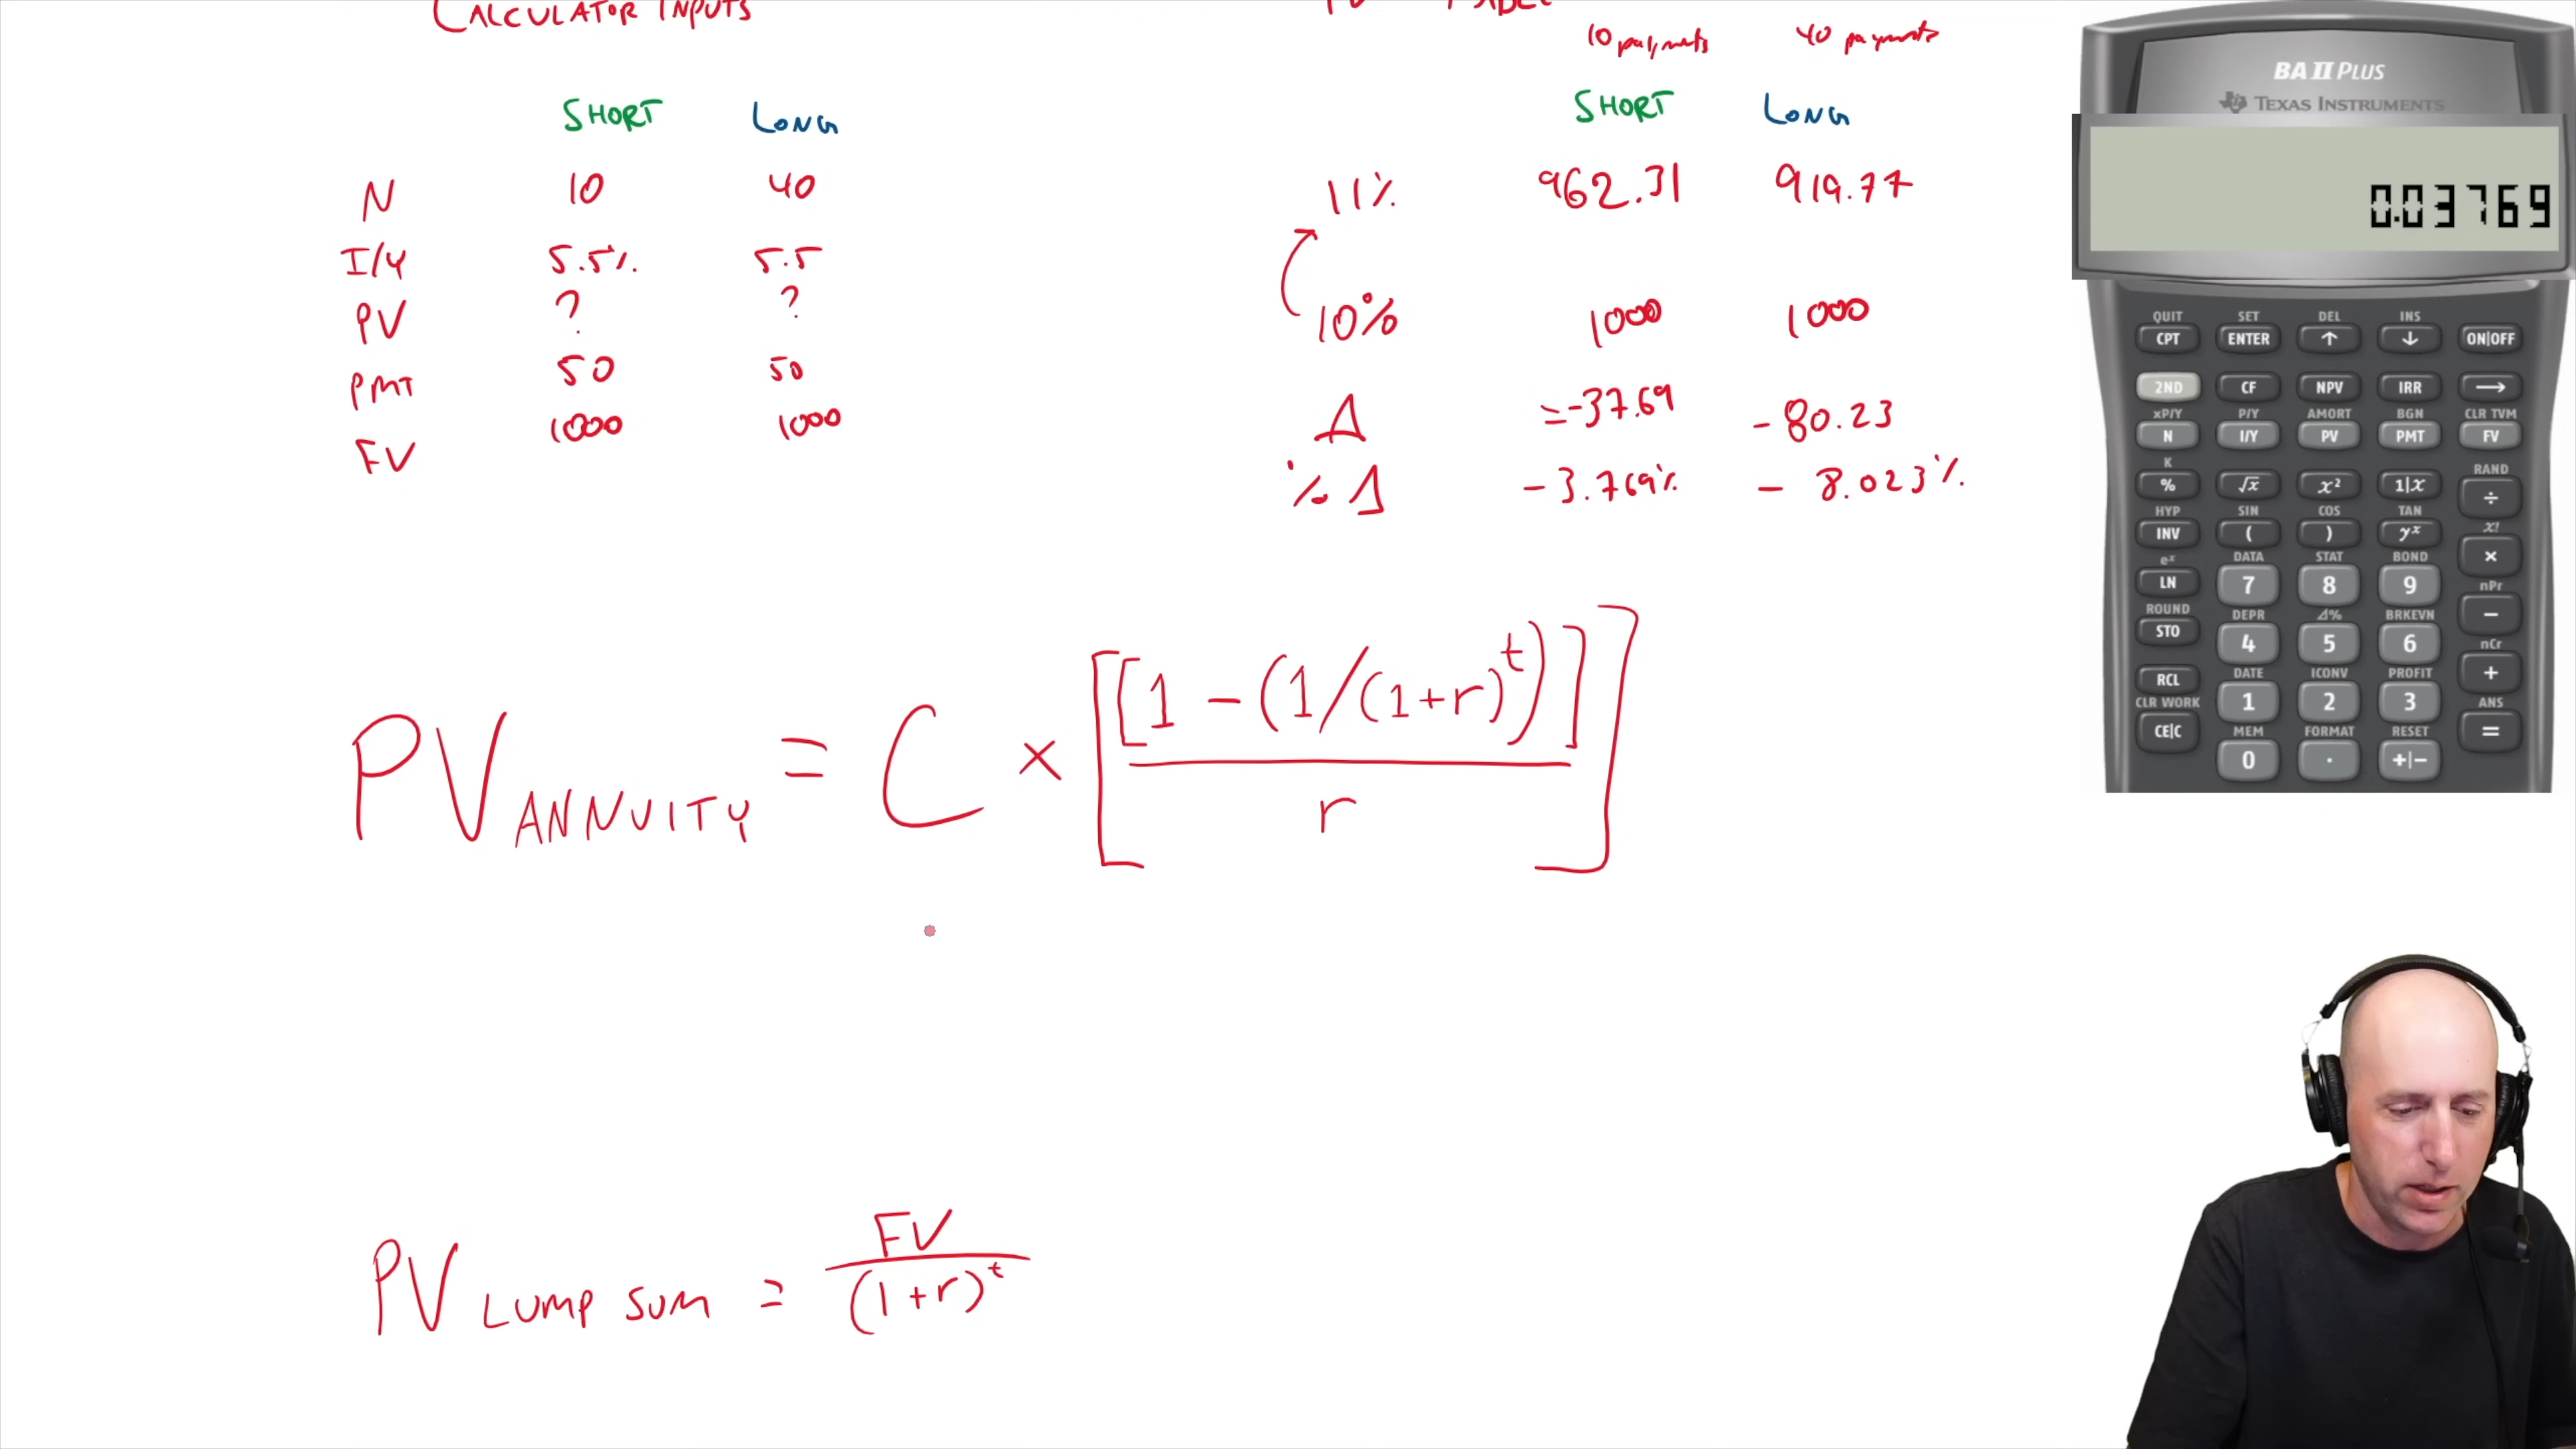 CALCULATOR INPUTS
SHORT LONG
N 10 40
I/Y 5.5% 5.5
PV ? ?
PMT 50 50
FV 1000 1000
10 payments 40 payments
SHORT LONG
11% 962.31 919.77
10% 1000 1000
Δ =-37.69 -80.23
%Δ -3.769% - 8.023%
PV ANNUITY = C × [[1 - (1/(1+r)^t)] / r]
PV LUMP SUM = FV / (1+r)^t
BA II PLUS
TEXAS INSTRUMENTS
0.03769
QUIT SET DEL INS
CPT ENTER ↑ ↓ ON|OFF
2ND CF NPV IRR →
xP/Y P/Y AMORT BGN CLR TVM
N I/Y PV PMT FV
K RAND
% √x x² 1|x ÷
HYP SIN COS TAN x!
INV ( ) yˣ ×
eˣ DATA STAT BOND nPr
LN 7 8 9 −
ROUND DEPR Δ% BRKEVN nCr
STO 4 5 6 +
DATE ICONV PROFIT ANS
RCL 1 2 3 =
CLR WORK MEM FORMAT RESET
CE|C 0 . +|−